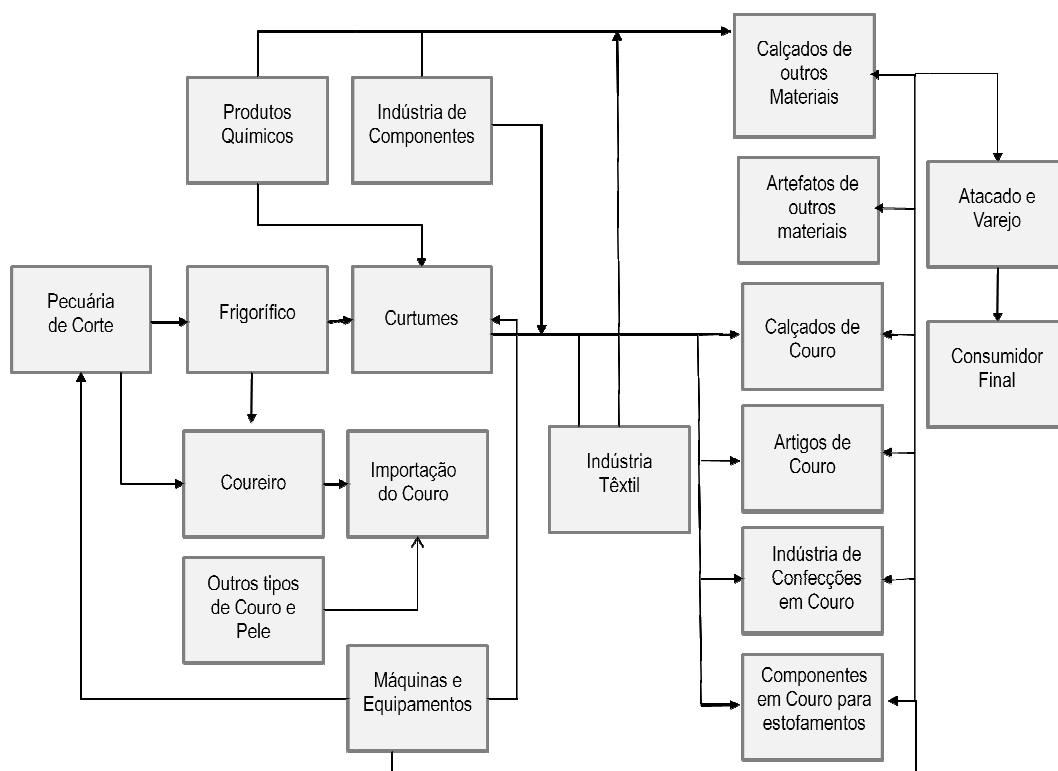 Calçados de
outros
Materiais
Produtos
Químicos
Indústria de
Componentes
Artefatos de
outros
materiais
Atacado e
Varejo
Pecuária
de Corte
Frigorífico
Curtumes
Calçados de
Couro
Consumidor
Final
Coureiro
Importação
do Couro
Indústria
Têxtil
Artigos de
Couro
Outros tipos
de Couro e
Pele
Indústria de
Confecções
em Couro
Máquinas e
Equipamentos
Componentes
em Couro para
estofamentos